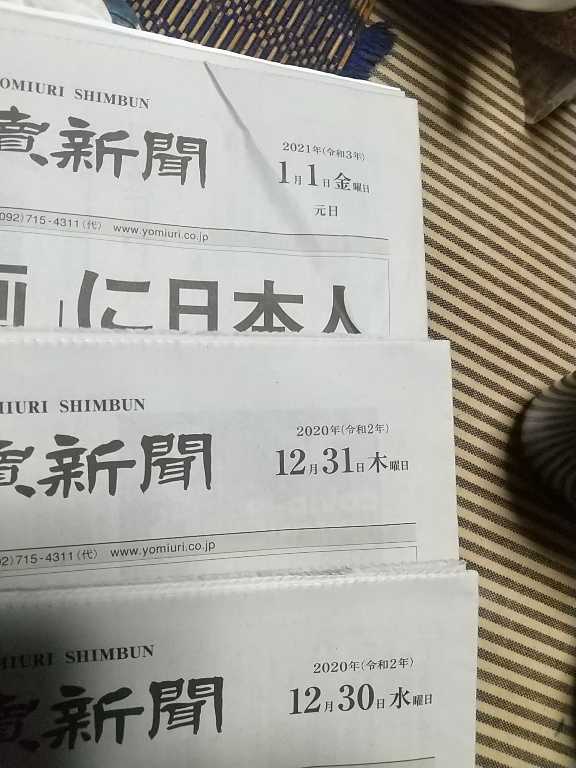 OMIURI SHIMBUN
賣新聞
2021年(令和3年)
1月1日金曜日
元日
092)715-4311(代) www.yomiuri.co.jp
」に日本人
MIURI SHIMBUN
賣新聞
2020年(令和2年)
12月31日木曜日
92)715-4311(代) www.yomiuri.co.jp
MIURI SHIMBUN
賣新聞
2020年(令和2年)
12月30日水曜日